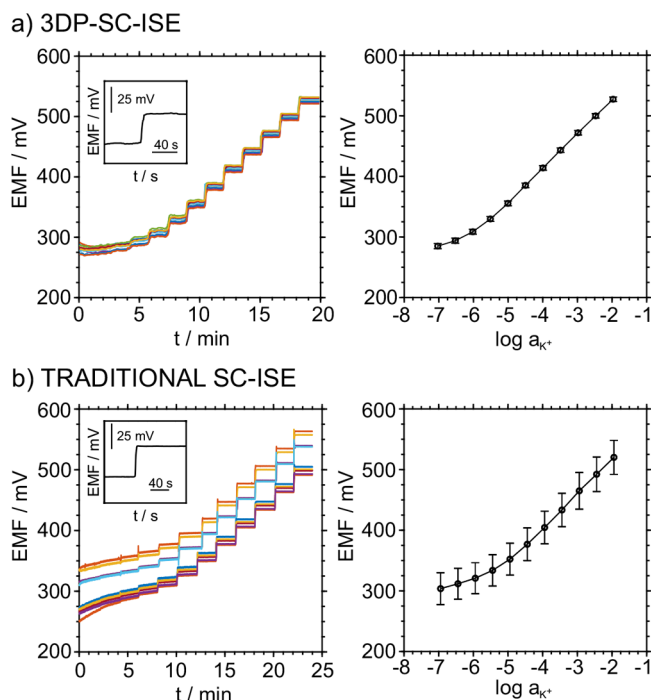 a) 3DP-SC-ISE
600
500
400
300
200
EMF / mV
0 5 10 15 20
t / min
25 mV
EMF / mV
40 s
t / s
600
500
400
300
200
EMF / mV
-8 -7 -6 -5 -4 -3 -2 -1
log aK+
b) TRADITIONAL SC-ISE
600
500
400
300
200
EMF / mV
0 5 10 15 20 25
t / min
25 mV
EMF / mV
40 s
t / s
600
500
400
300
200
EMF / mV
-8 -7 -6 -5 -4 -3 -2 -1
log aK+